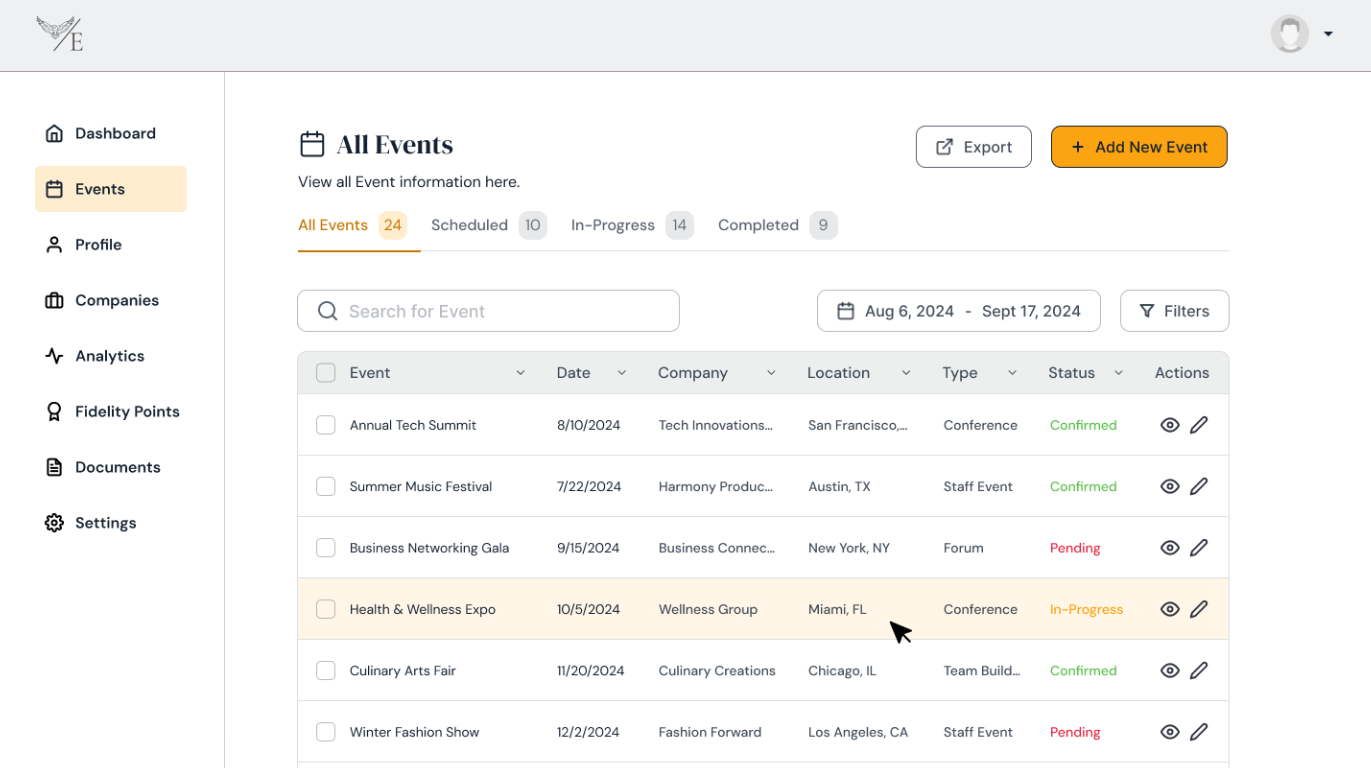 E
Dashboard
Events
Profile
Companies
Analytics
Fidelity Points
Documents
Settings
All Events
View all Event information here.
Export
+ Add New Event
All Events 24 Scheduled 10 In-Progress 14 Completed 9
Search for Event
Aug 6, 2024 - Sept 17, 2024
Filters
Event Date Company Location Type Status Actions
Annual Tech Summit 8/10/2024 Tech Innovations... San Francisco,... Conference Confirmed
Summer Music Festival 7/22/2024 Harmony Produc... Austin, TX Staff Event Confirmed
Business Networking Gala 9/15/2024 Business Connec... New York, NY Forum Pending
Health & Wellness Expo 10/5/2024 Wellness Group Miami, FL Conference In-Progress
Culinary Arts Fair 11/20/2024 Culinary Creations Chicago, IL Team Build... Confirmed
Winter Fashion Show 12/2/2024 Fashion Forward Los Angeles, CA Staff Event Pending